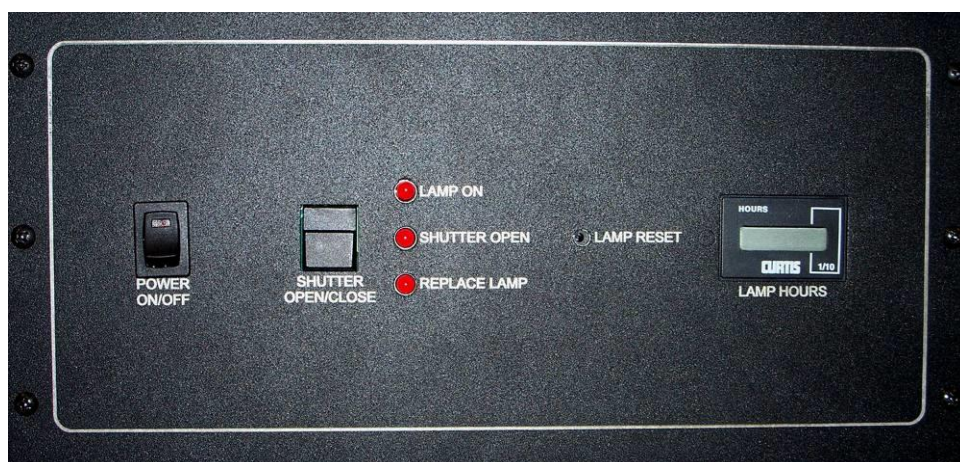 POWER
ON/OFF
SHUTTER
OPEN/CLOSE
LAMP ON
SHUTTER OPEN
REPLACE LAMP
LAMP RESET
HOURS
CURTIS
1/10
LAMP HOURS